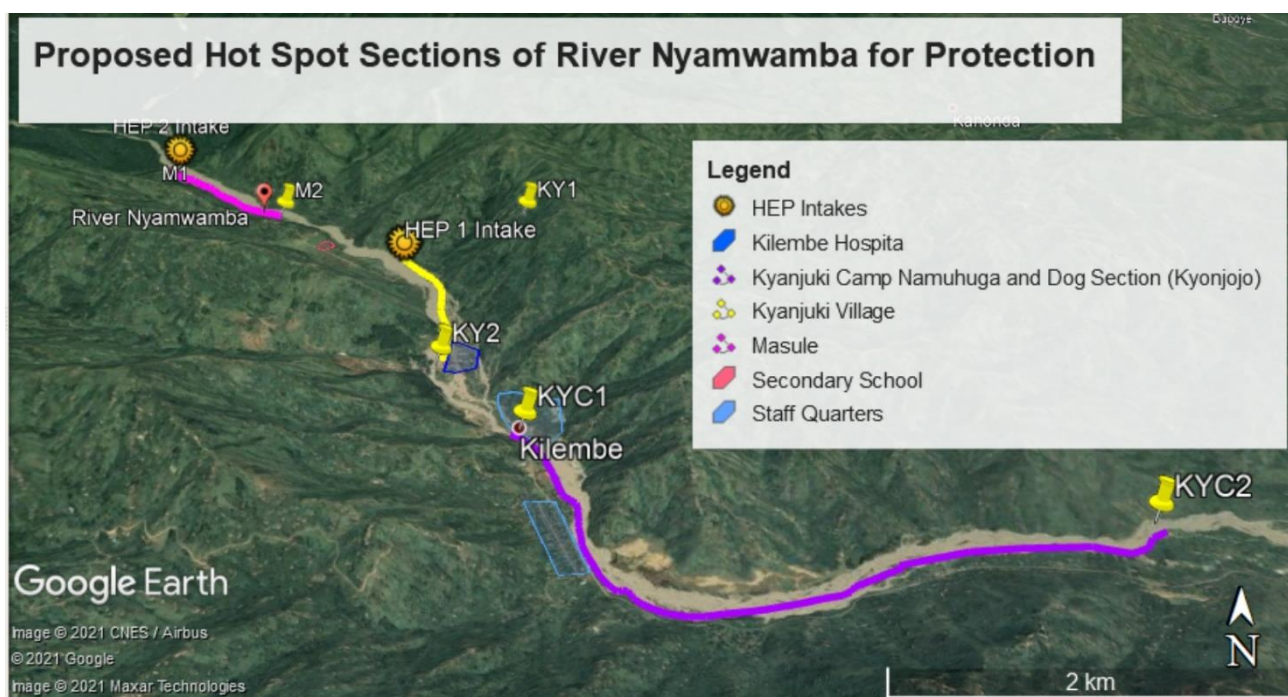 Bugoye
Proposed Hot Spot Sections of River Nyamwamba for Protection
Kahonda
HEP 2 Intake
M1
M2
River Nyamwamba
KY1
HEP 1 Intake
KY2
KYC1
Kilembe
KYC2
Legend
HEP Intakes
Kilembe Hospita
Kyanjuki Camp Namuhuga and Dog Section (Kyonjojo)
Kyanjuki Village
Masule
Secondary School
Staff Quarters
Google Earth
Image © 2021 CNES / Airbus
© 2021 Google
Image © 2021 Maxar Technologies
N
2 km